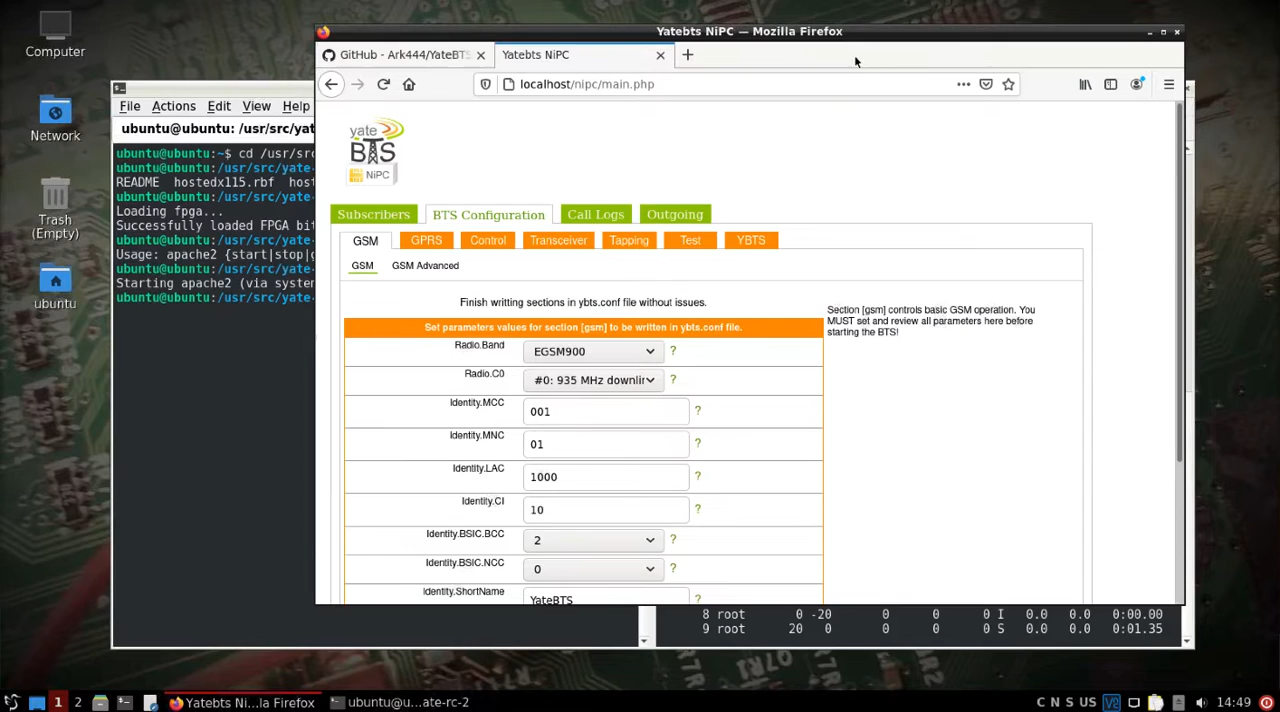 Computer
Network
Trash
(Empty)
ubuntu
File Actions Edit View Help
ubuntu@ubuntu: /usr/src/yat
ubuntu@ubuntu:~$ cd /usr/src
ubuntu@ubuntu:/usr/src/yate-
README hostedx115.rbf host
ubuntu@ubuntu:/usr/src/yate-
Loading fpga...
Successfully loaded FPGA bit
ubuntu@ubuntu:/usr/src/yate-
Usage: apache2 {start|stop|g
ubuntu@ubuntu:/usr/src/yate-
Starting apache2 (via system
ubuntu@ubuntu:/usr/src/yate-
Yatebts NiPC — Mozilla Firefox
GitHub - Ark444/YateBTS
Yatebts NiPC
localhost/nipc/main.php
yate
BTS
NiPC
Subscribers BTS Configuration Call Logs Outgoing
GSM GPRS Control Transceiver Tapping Test YBTS
GSM GSM Advanced
Finish writting sections in ybts.conf file without issues.
Set parameters values for section [gsm] to be written in ybts.conf file.
Radio.Band EGSM900 ?
Radio.C0 #0: 935 MHz downlin ?
Identity.MCC 001 ?
Identity.MNC 01 ?
Identity.LAC 1000 ?
Identity.CI 10 ?
Identity.BSIC.BCC 2 ?
Identity.BSIC.NCC 0 ?
Identity.ShortName YateBTS ?
Section [gsm] controls basic GSM operation. You
MUST set and review all parameters here before
starting the BTS!
8 root 0 -20 0 0 0 I 0.0 0.0 0:00.00
9 root 20 0 0 0 0 S 0.0 0.0 0:01.35
1 2 Yatebts Ni...la Firefox ubuntu@u...ate-rc-2 C N S US 14:49